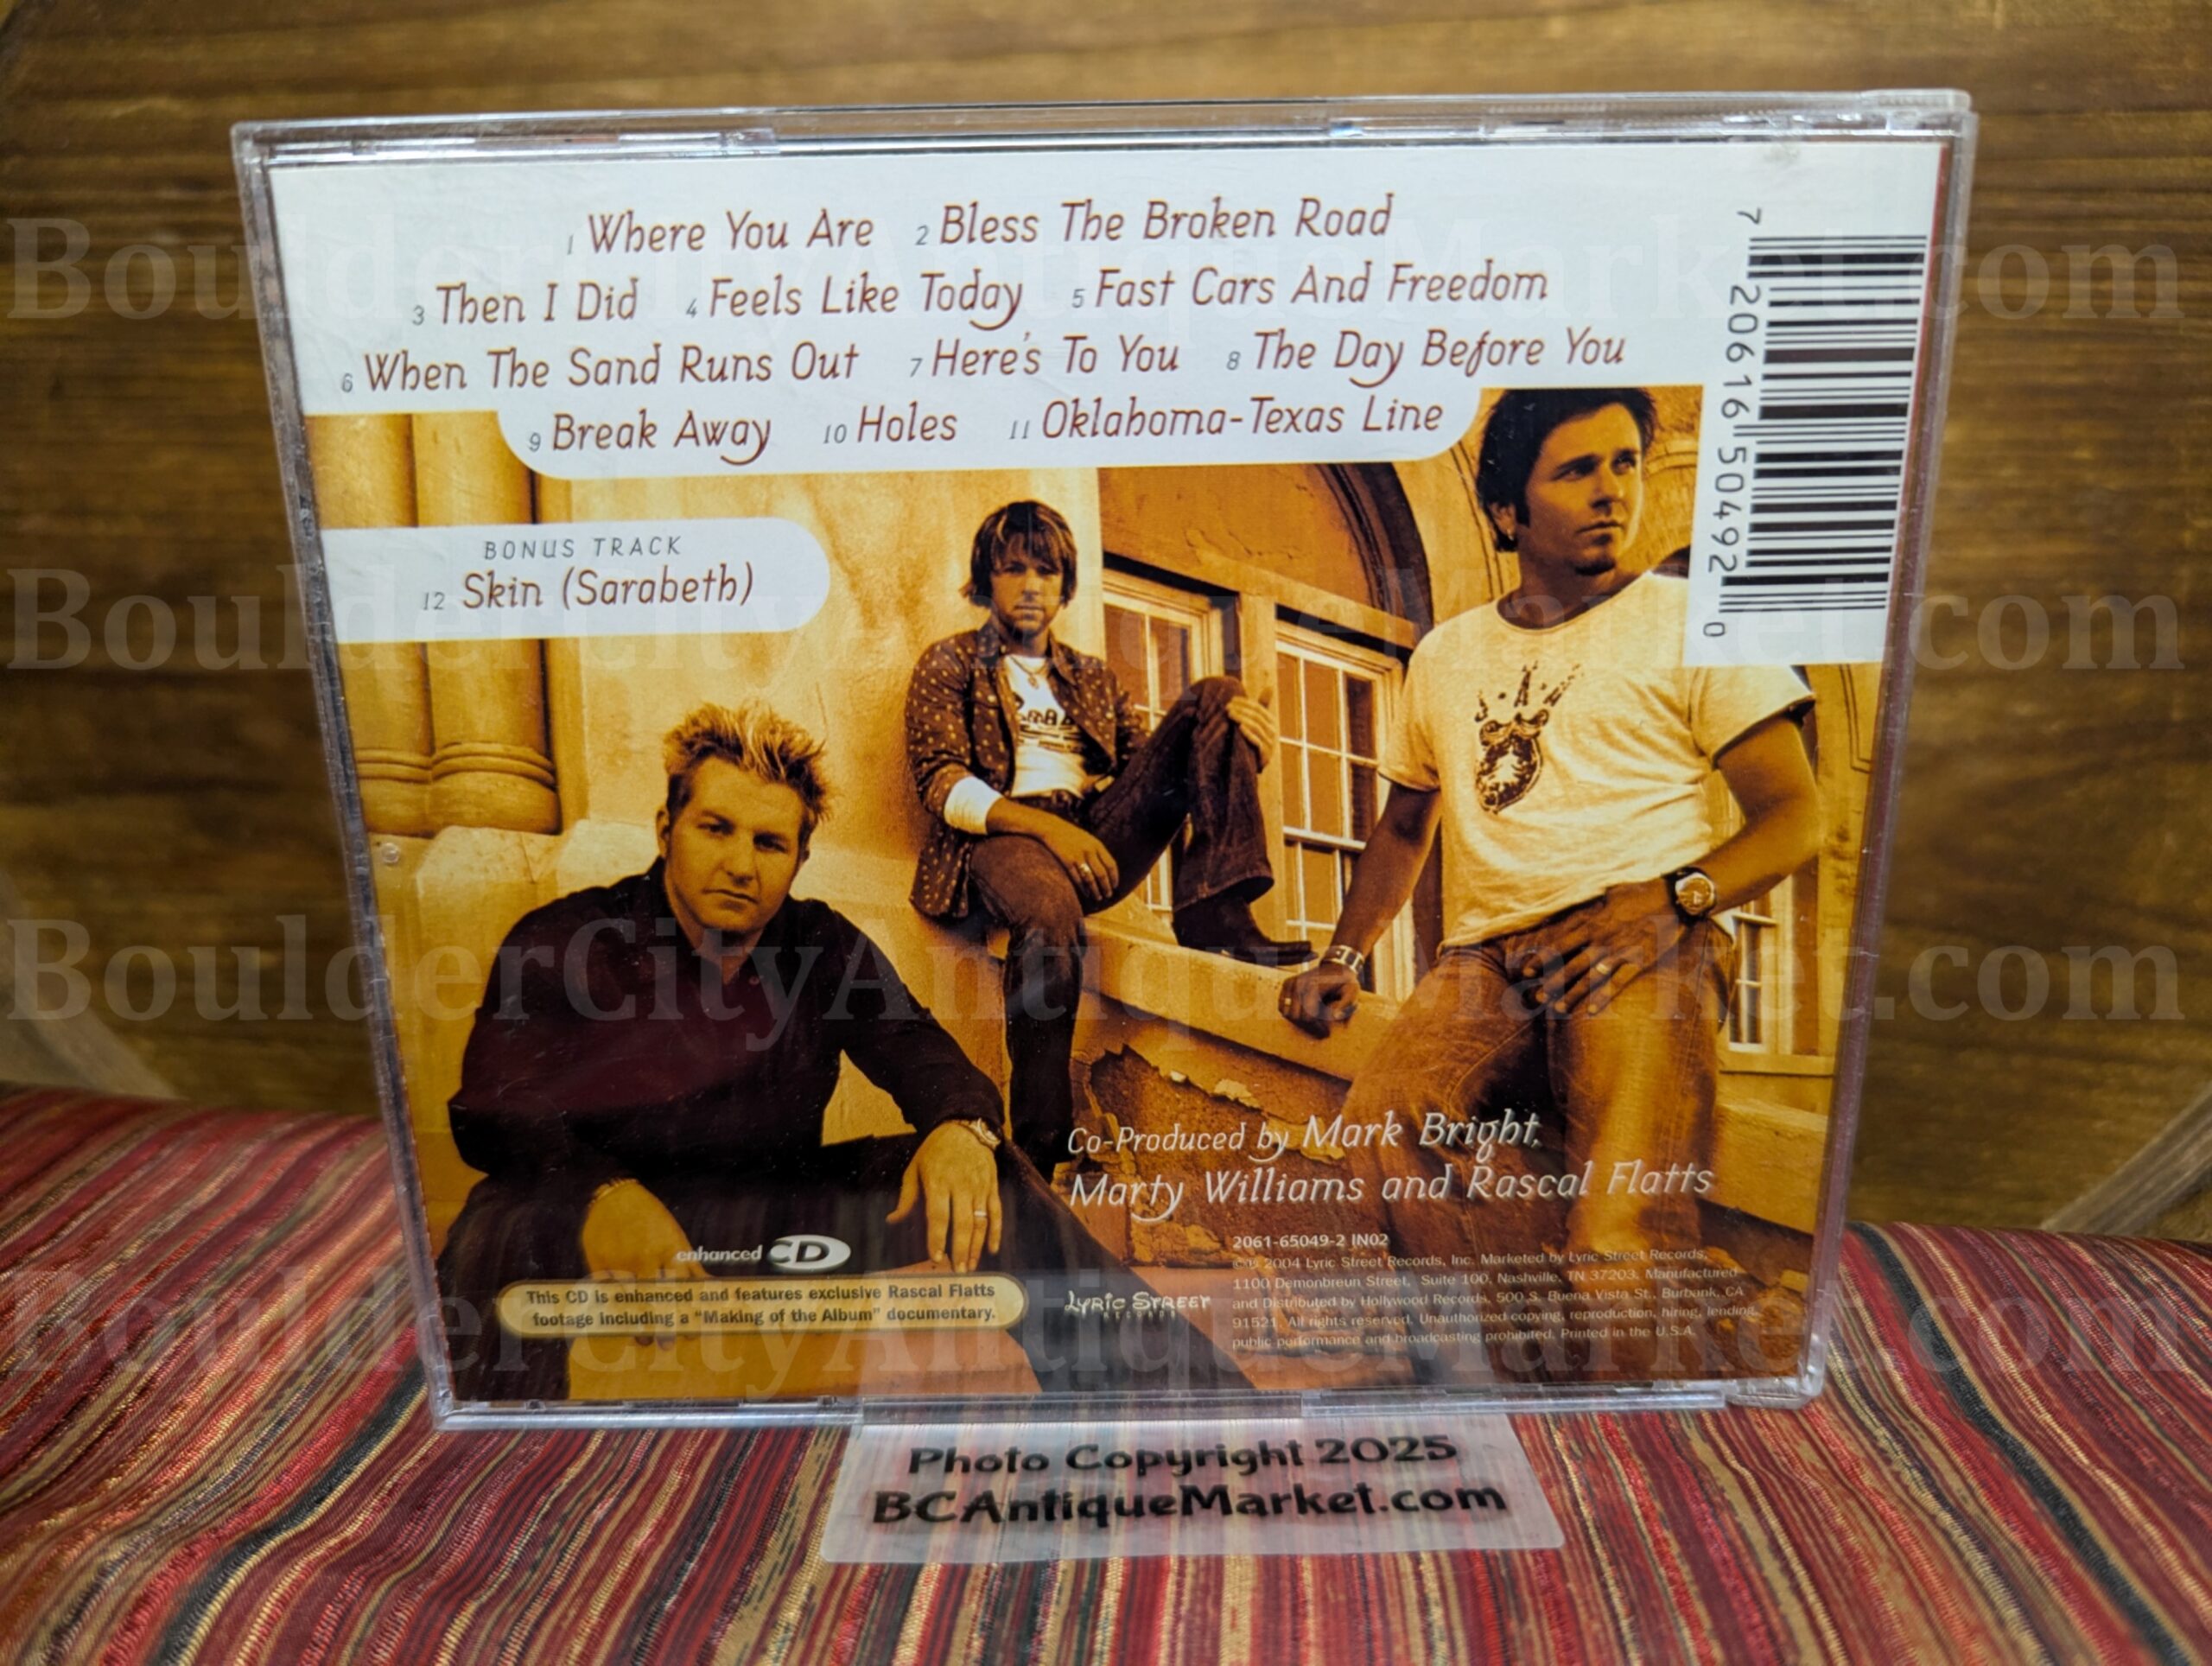 1 Where You Are 2 Bless The Broken Road
3 Then I Did 4 Feels Like Today 5 Fast Cars And Freedom
6 When The Sand Runs Out 7 Here's To You 8 The Day Before You
9 Break Away 10 Holes 11 Oklahoma-Texas Line
7 20616 50492 0
BONUS TRACK
12 Skin (Sarabeth)
Co-Produced by Mark Bright,
Marty Williams and Rascal Flatts
enhanced CD
This CD is enhanced and features exclusive Rascal Flatts
footage including a "Making of the Album" documentary.
LYRIC STREET
RECORDS
2061-65049-2 IN02
2004 Lyric Street Records, Inc. Marketed by Lyric Street Records,
1100 Demonbreun Street, Suite 100, Nashville, TN 37203. Manufactured
and Distributed by Hollywood Records, 500 S. Buena Vista St., Burbank, CA
91521. All rights reserved. Unauthorized copying, reproduction, hiring, lending,
public performance and broadcasting prohibited. Printed in the U.S.A.
Photo Copyright 2025
BCAntiqueMarket.com
BoulderCityAntiqueMarket.com
BoulderCityAntiqueMarket.com
BoulderCityAntiqueMarket.com
BoulderCityAntiqueMarket.com